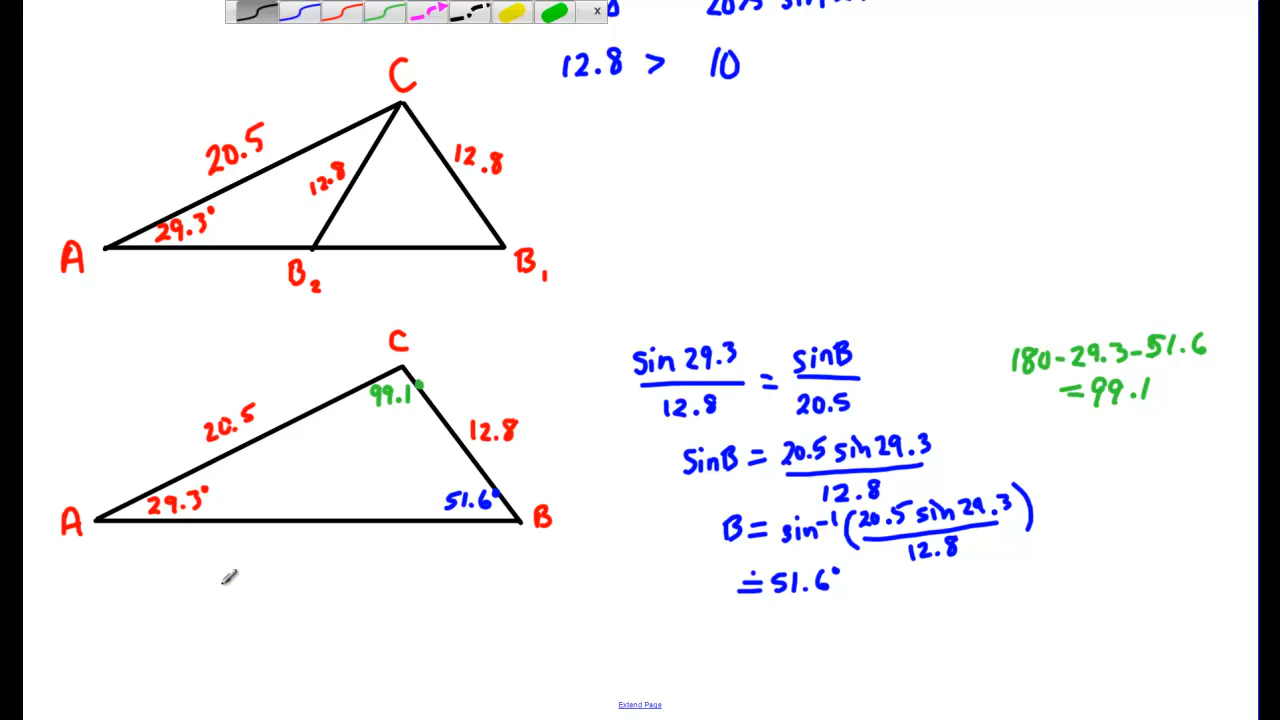 12.8 > 10
C
20.5
12.8
12.8
29.3°
A
B2
B1
C
99.1°
20.5
12.8
29.3°
51.6°
A
B
sin 29.3 / 12.8 = sinB / 20.5
sinB = 20.5 sin 29.3 / 12.8
B = sin⁻¹ (20.5 sin 29.3 / 12.8)
≐ 51.6°
180-29.3-51.6
= 99.1
Extend Page